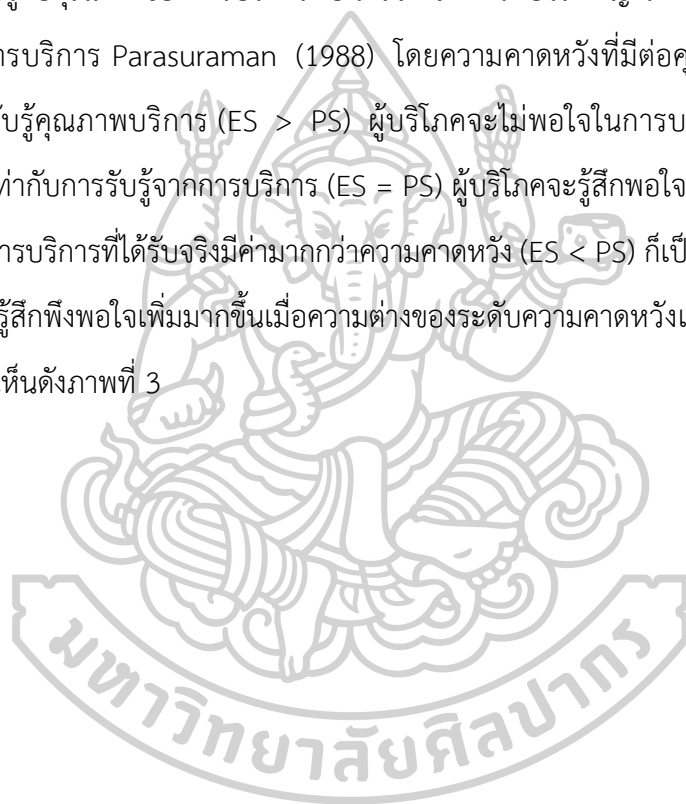 ารบริการ Parasuraman (1988) โดยความคาดหวังที่มีต่อคุ
ับรู้คุณภาพบริการ (ES > PS) ผู้บริโภคจะไม่พอใจในการบ
ท่ากับการรับรู้จากการบริการ (ES = PS) ผู้บริโภคจะรู้สึกพอใจ
ารบริการที่ได้รับจริงมีค่ามากกว่าความคาดหวัง (ES < PS) ก็เป็
รู้สึกพึงพอใจเพิ่มมากขึ้นเมื่อความต่างของระดับความคาดหวังเ
ห็นดังภาพที่ 3
มหาวิทยาลัยศิลปากร